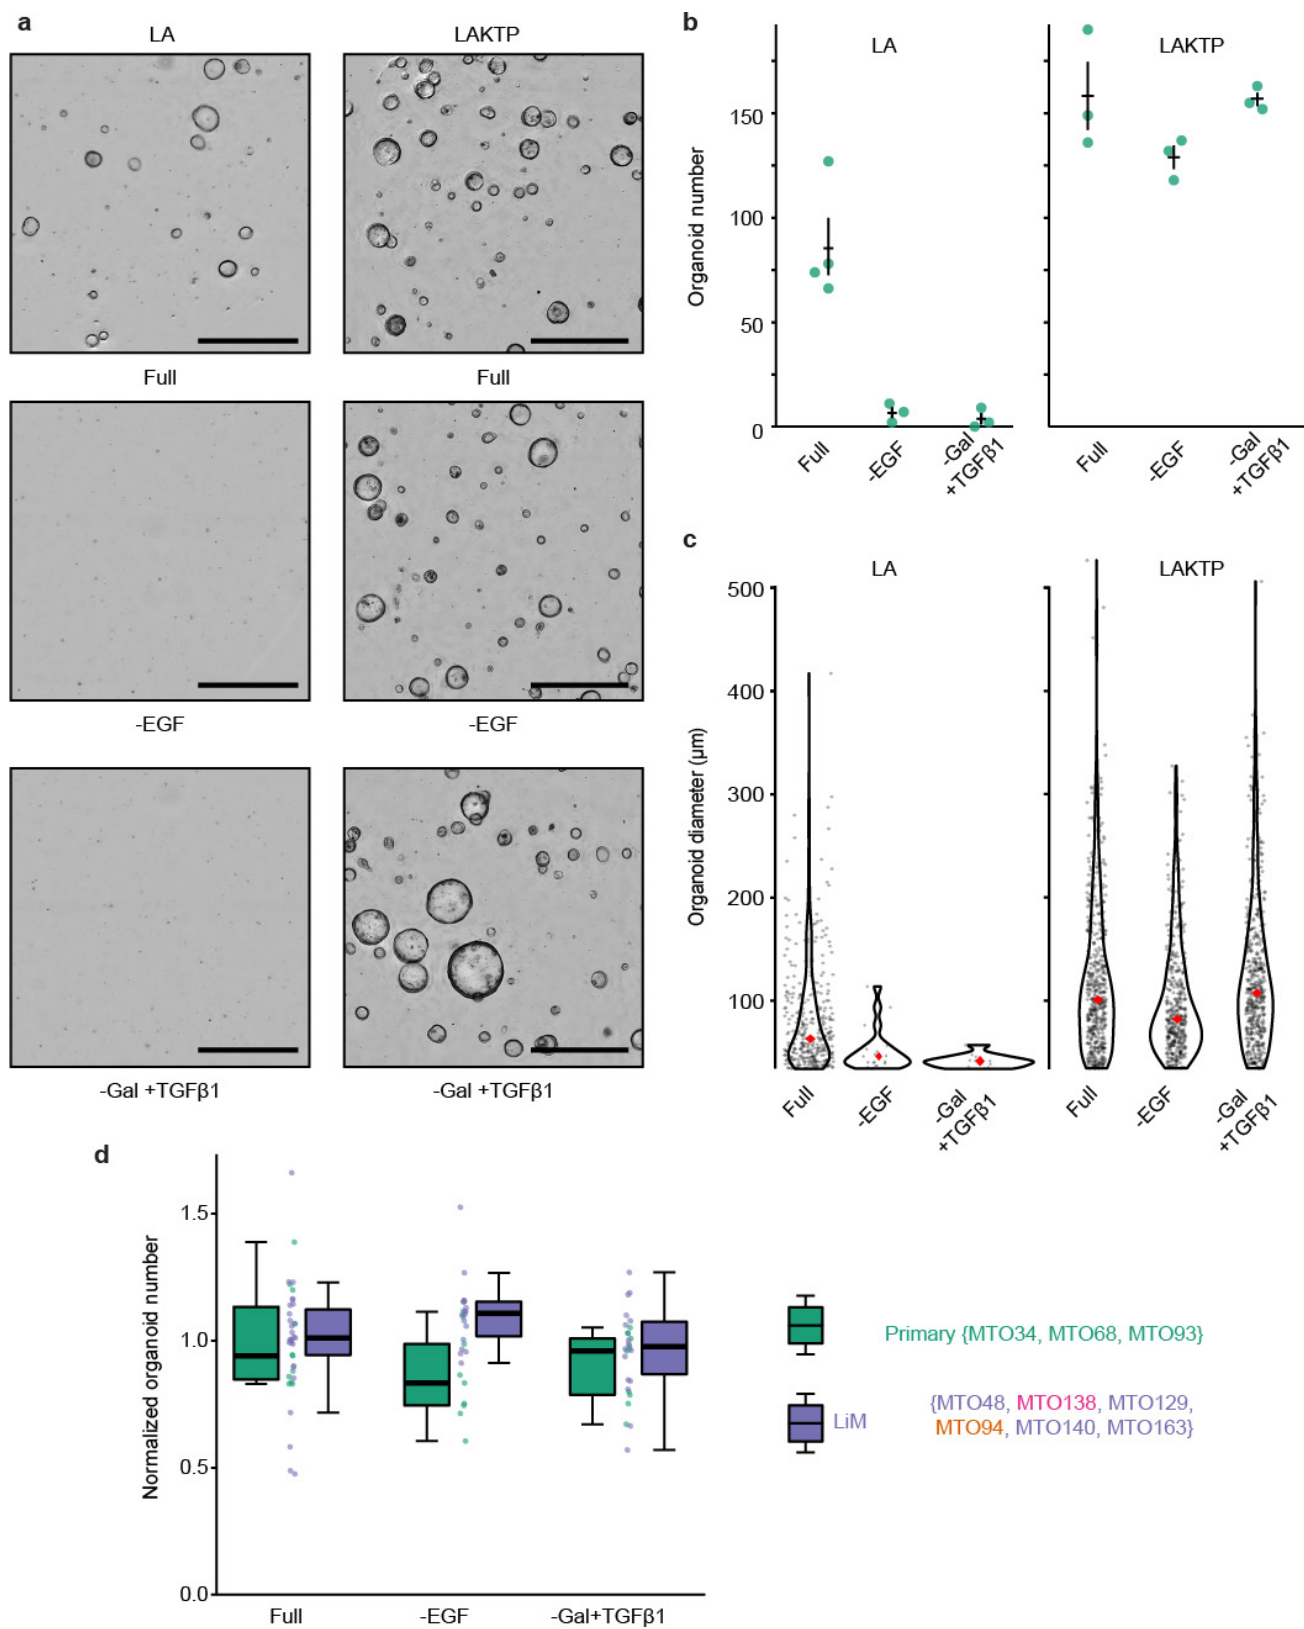 a
LA
LAKTP
Full
Full
-EGF
-EGF
-Gal +TGFβ1
-Gal +TGFβ1
b
LA
LAKTP
Organoid number
150
100
50
0
Full
-EGF
-Gal
+TGFβ1
Full
-EGF
-Gal
+TGFβ1
c
LA
LAKTP
Organoid diameter (μm)
500
400
300
200
100
Full
-EGF
-Gal
+TGFβ1
Full
-EGF
-Gal
+TGFβ1
d
Normalized organoid number
1.5
1.0
0.5
0.0
Full
-EGF
-Gal+TGFβ1
Primary {MTO34, MTO68, MTO93}
LiM
{MTO48, MTO138, MTO129,
MTO94, MTO140, MTO163}